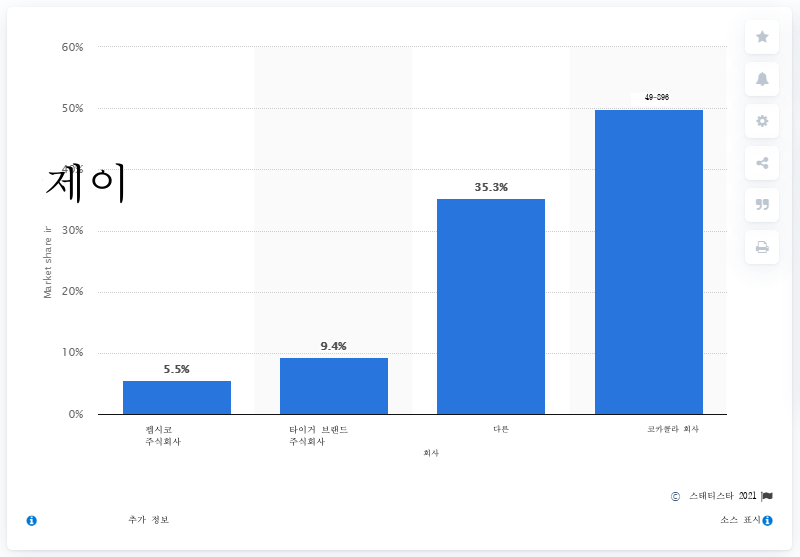 60%
49-896
50%
40%
제이
35.3%
30%
Market share in
20%
9.4%
10%
5.5%
0%
펩시코
주식회사
타이거 브랜드
주식회사
다른
코카콜라 회사
회사
© 스태티스타 2021
추가 정보
소스 표시